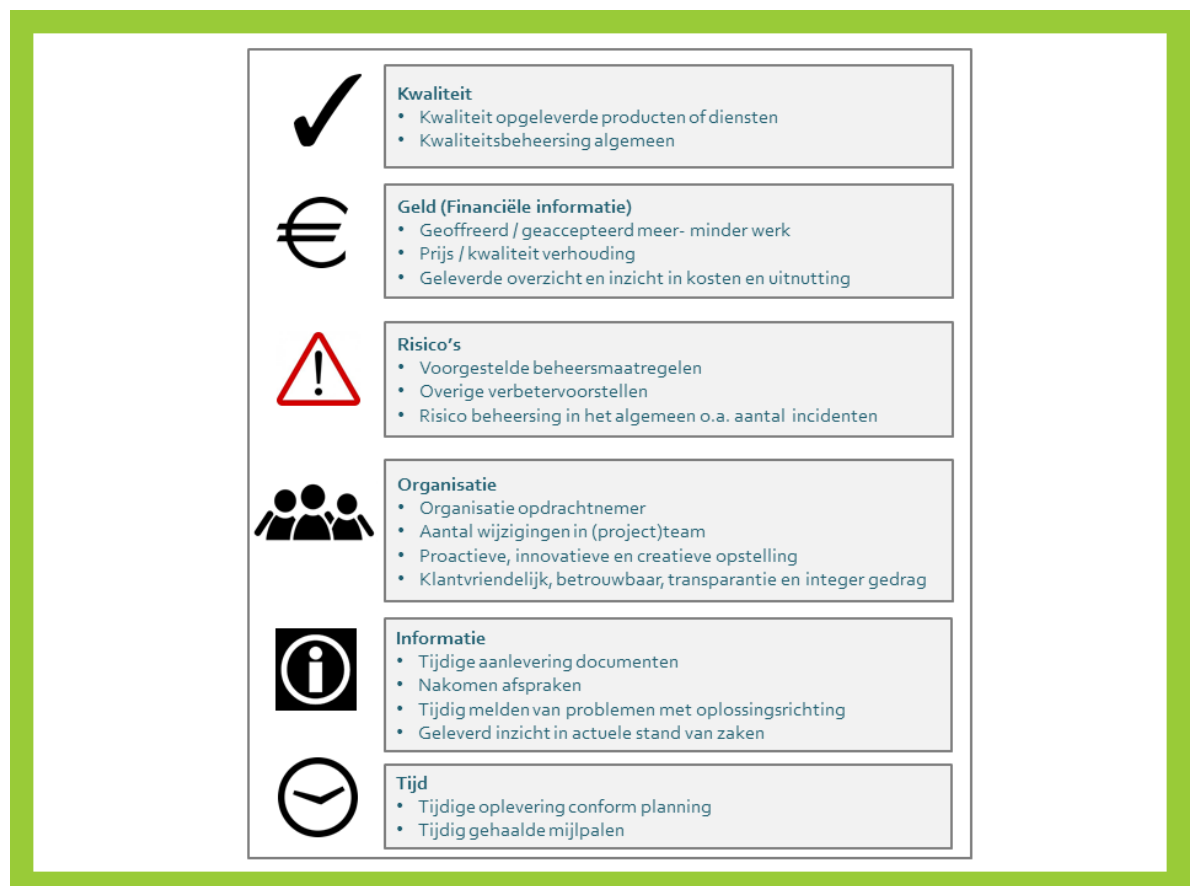 Kwaliteit
• Kwaliteit opgeleverde producten of diensten
• Kwaliteitsbeheersing algemeen
€
Geld (Financiële informatie)
• Geoffreerd / geaccepteerd meer- minder werk
• Prijs / kwaliteit verhouding
• Geleverde overzicht en inzicht in kosten en uitnutting
Risico's
• Voorgestelde beheersmaatregelen
• Overige verbetervoorstellen
• Risico beheersing in het algemeen o.a. aantal incidenten
Organisatie
• Organisatie opdrachtnemer
• Aantal wijzigingen in (project)team
• Proactieve, innovatieve en creatieve opstelling
• Klantvriendelijk, betrouwbaar, transparantie en integer gedrag
Informatie
• Tijdige aanlevering documenten
• Nakomen afspraken
• Tijdig melden van problemen met oplossingsrichting
• Geleverd inzicht in actuele stand van zaken
Tijd
• Tijdige oplevering conform planning
• Tijdig gehaalde mijlpalen